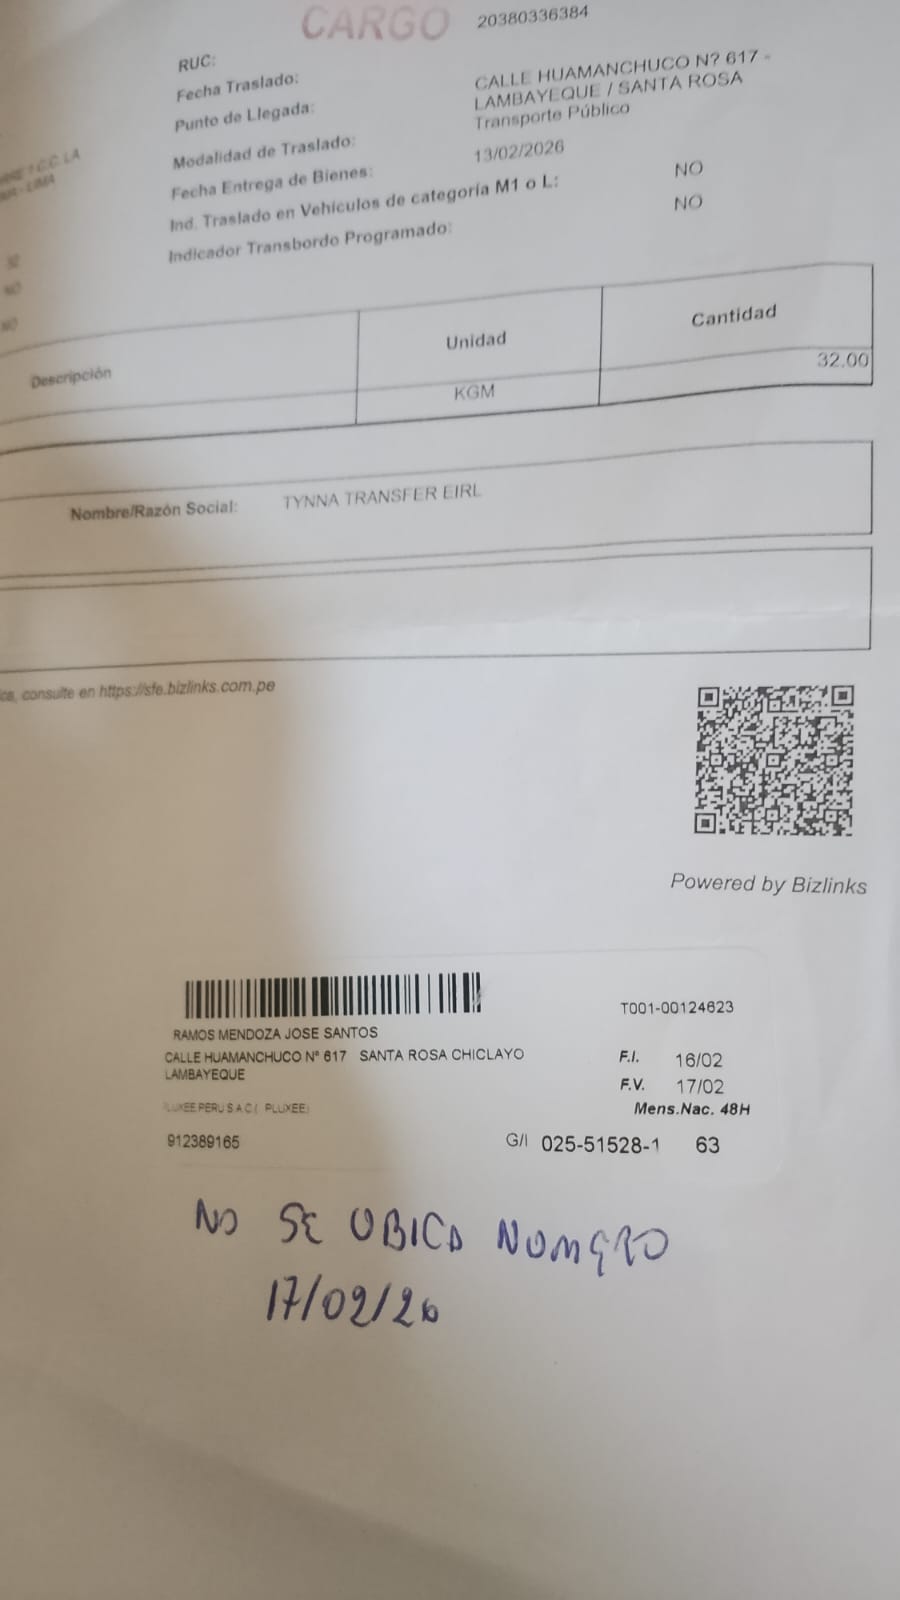 CARGO
20380336384
RUC:
Fecha Traslado:
Punto de Llegada:
CALLE HUAMANCHUCO N? 617 -
LAMBAYEQUE / SANTA ROSA
Modalidad de Traslado:
Transporte Público
Fecha Entrega de Bienes:
13/02/2026
Ind. Traslado en Vehículos de categoría M1 o L:
NO
Indicador Transbordo Programado:
NO
C.C. LA
LIMA
NO
NO
Descripción
Unidad
Cantidad
KGM
32.00
Nombre/Razón Social:
TYNNA TRANSFER EIRL
consulte en https://sfe.bizlinks.com.pe
Powered by Bizlinks
T001-00124623
RAMOS MENDOZA JOSE SANTOS
CALLE HUAMANCHUCO N° 617 SANTA ROSA CHICLAYO
LAMBAYEQUE
F.I. 16/02
F.V. 17/02
PERU S.A.C ( PLUXEE)
Mens.Nac. 48H
912389165
G/I 025-51528-1 63
NO SE UBICA NUMERO
17/02/26